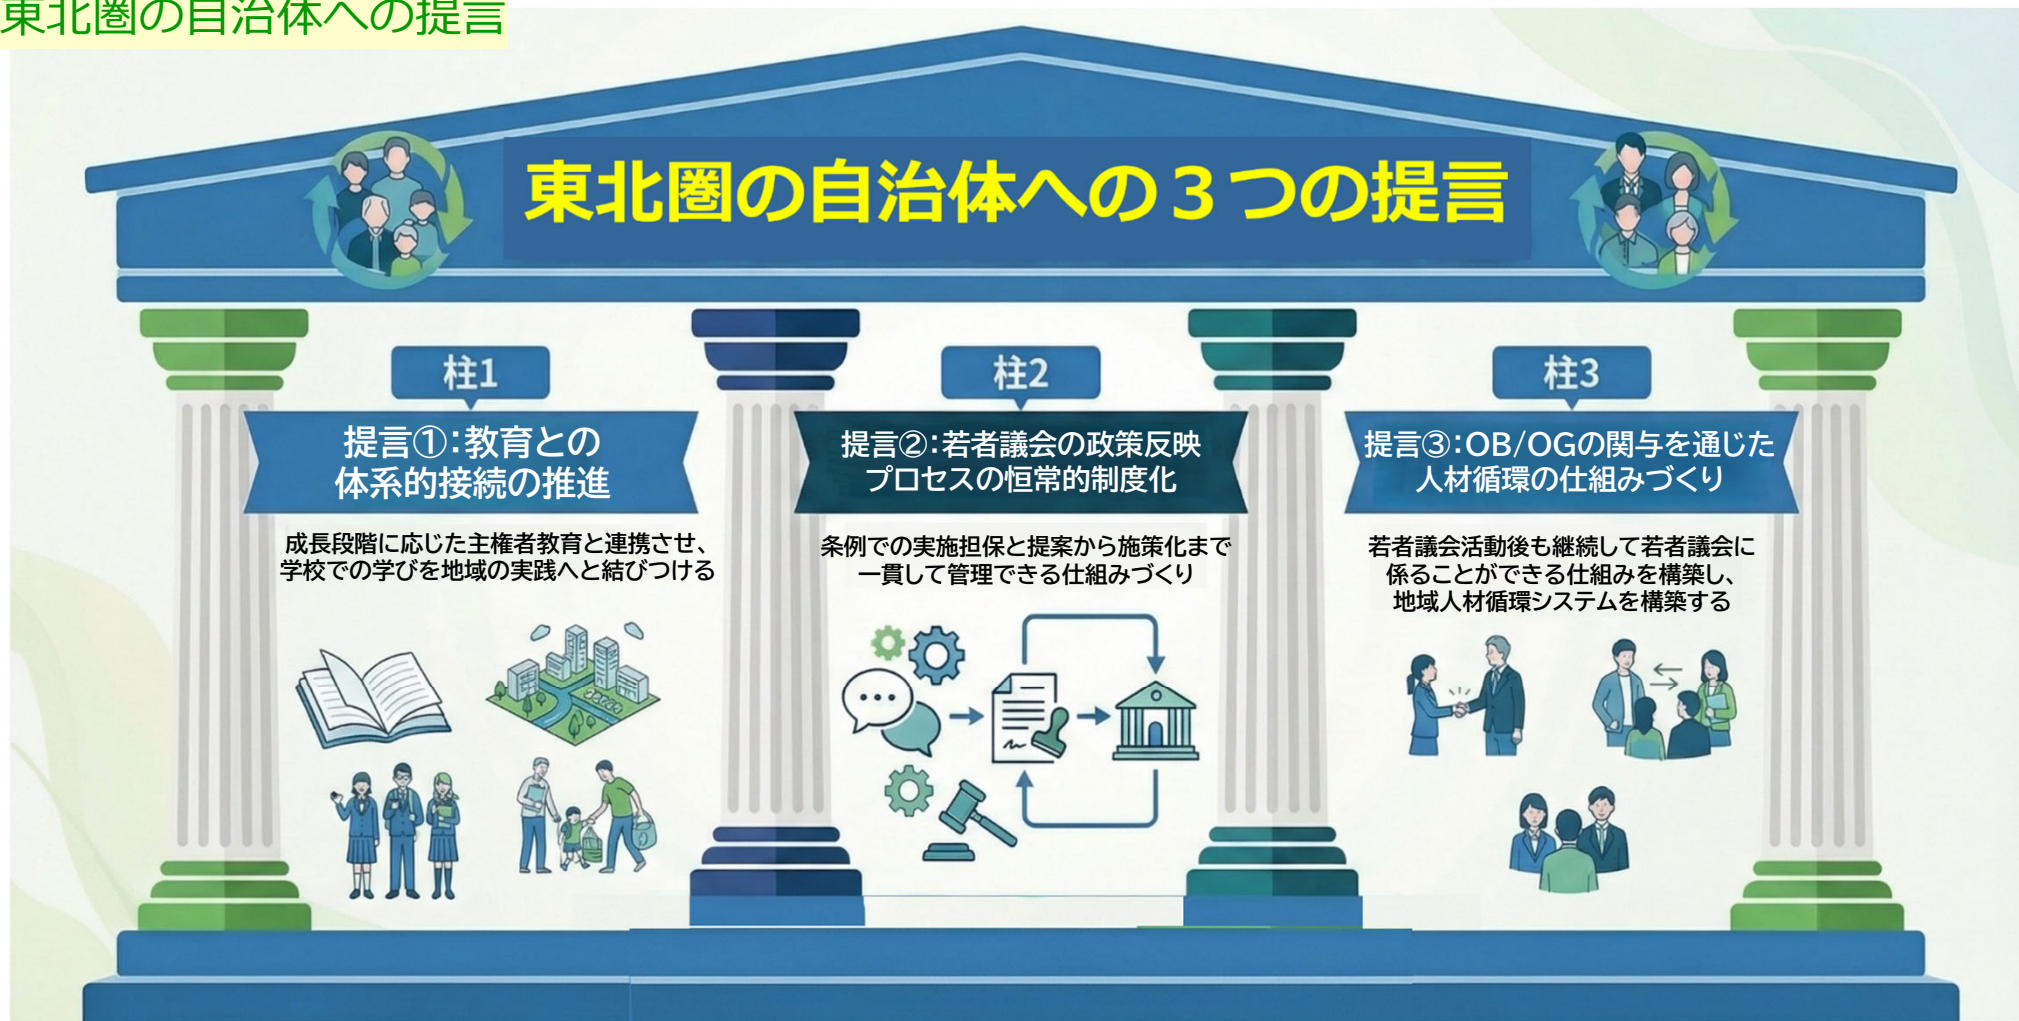 東北圏の自治体への提言
東北圏の自治体への３つの提言
柱1
提言①：教育との
体系的接続の推進
成長段階に応じた主権者教育と連携させ、
学校での学びを地域の実践へと結びつける
柱2
提言②：若者議会の政策反映
プロセスの恒常的制度化
条例での実施担保と提案から施策化まで
一貫して管理できる仕組みづくり
柱3
提言③：OB/OGの関与を通じた
人材循環の仕組みづくり
若者議会活動後も継続して若者議会に
係ることができる仕組みを構築し、
地域人材循環システムを構築する